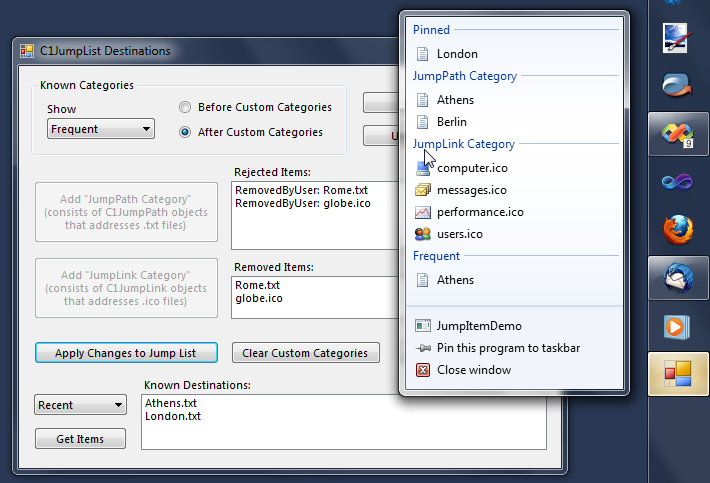 C1JumpList Destinations
Known Categories
Show
Frequent
Before Custom Categories
After Custom Categories
U
Add "JumpPath Category"
(consists of C1JumpPath objects
that addresses .txt files)
Add "JumpLink Category"
(consists of C1JumpLink objects
that addresses .ico files)
Rejected Items:
RemovedByUser: Rome.txt
RemovedByUser: globe.ico
Removed Items:
Rome.txt
globe.ico
Apply Changes to Jump List
Clear Custom Categories
Recent
Get Items
Known Destinations:
Athens.txt
London.txt
Pinned
London
JumpPath Category
Athens
Berlin
JumpLink Category
computer.ico
messages.ico
performance.ico
users.ico
Frequent
Athens
JumpItemDemo
Pin this program to taskbar
Close window
9